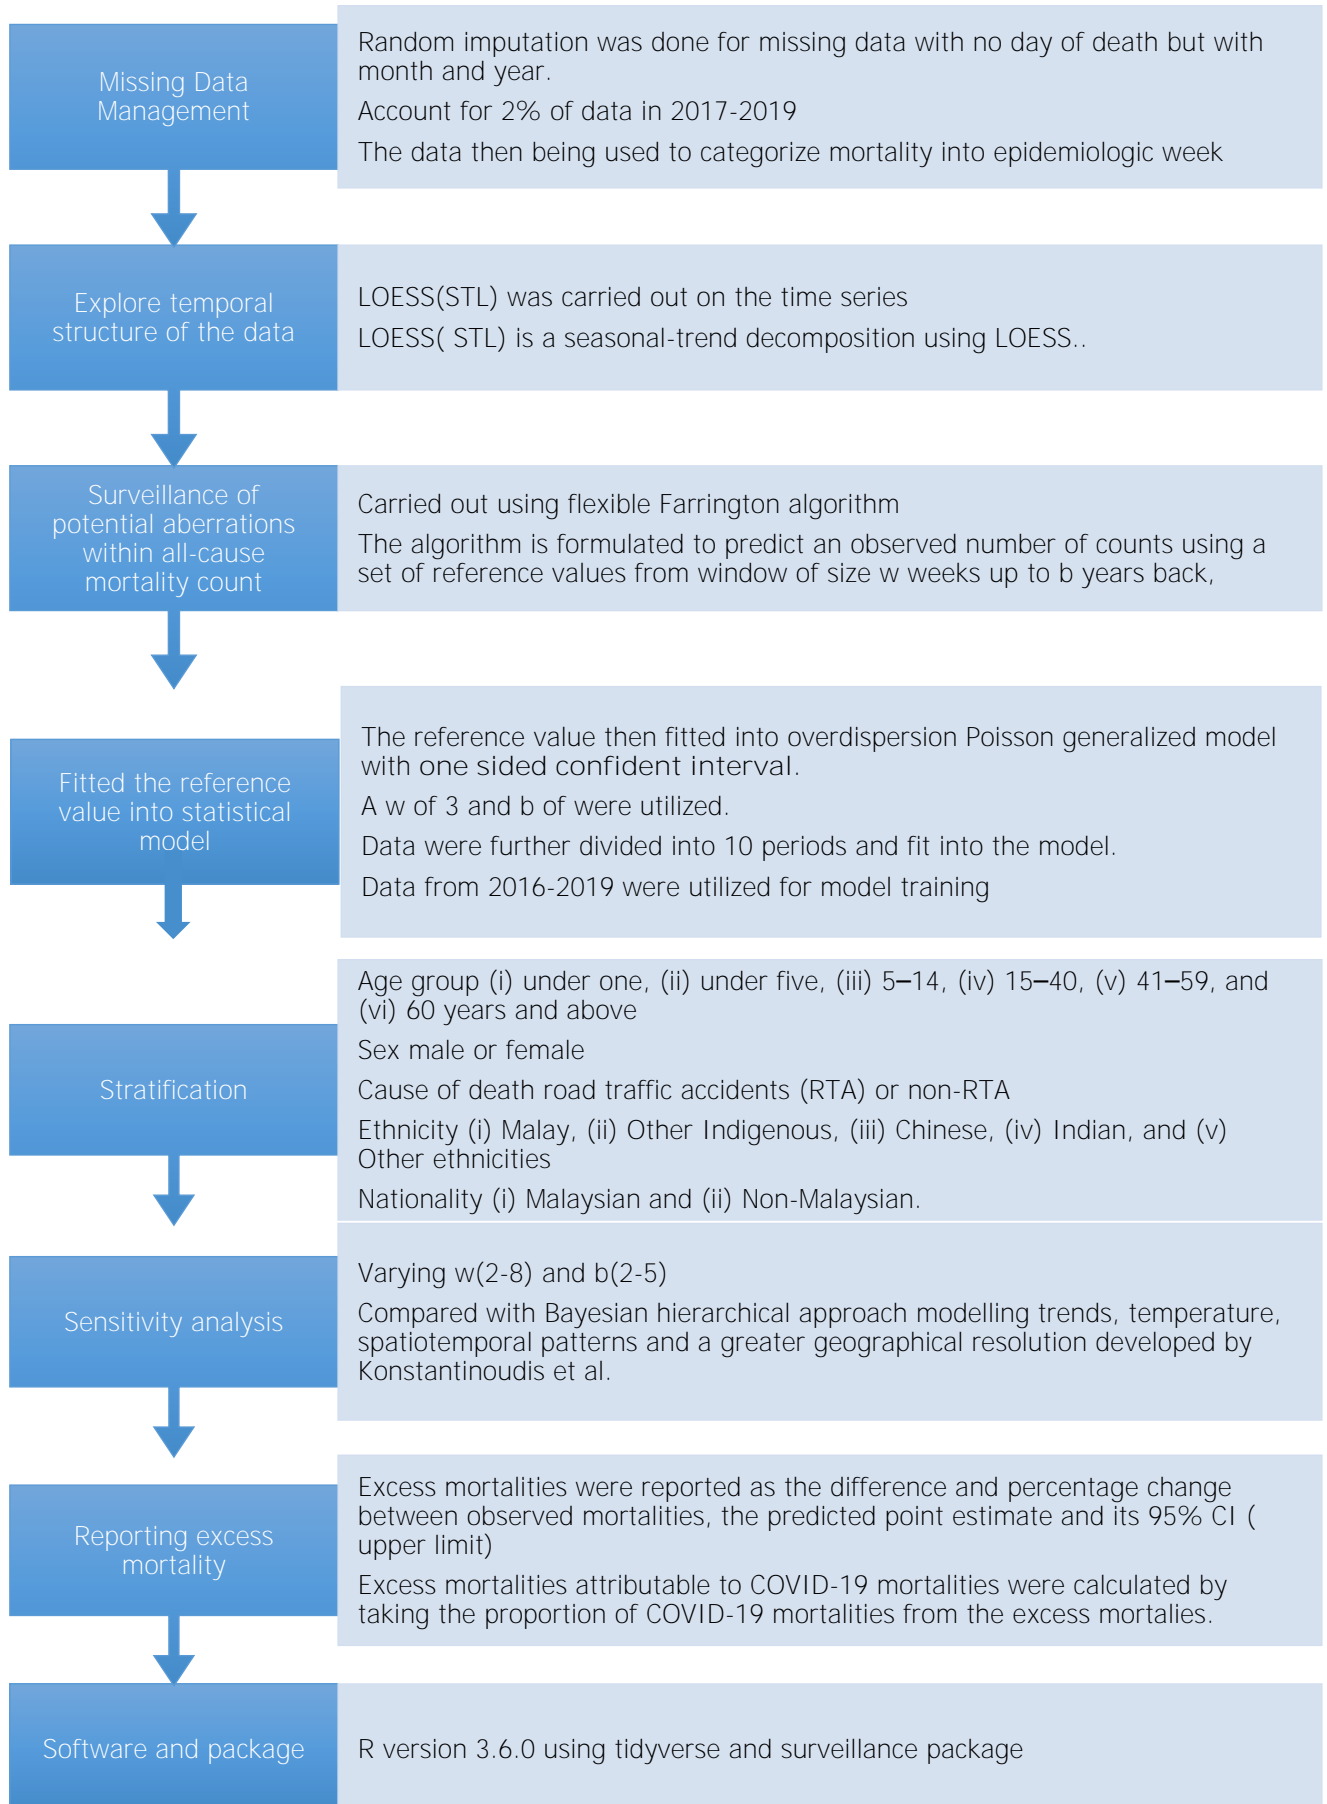 Missing Data
Management
Random imputation was done for missing data with no day of death but with
month and year.
Account for 2% of data in 2017-2019
The data then being used to categorize mortality into epidemiologic week
Explore temporal
structure of the data
LOESS(STL) was carried out on the time series
LOESS( STL) is a seasonal-trend decomposition using LOESS..
Surveillance of
potential aberrations
within all-cause
mortality count
Carried out using flexible Farrington algorithm
The algorithm is formulated to predict an observed number of counts using a
set of reference values from window of size w weeks up to b years back,
Fitted the reference
value into statistical
model
The reference value then fitted into overdispersion Poisson generalized model
with one sided confident interval.
A w of 3 and b of were utilized.
Data were further divided into 10 periods and fit into the model.
Data from 2016-2019 were utilized for model training
Stratification
Age group (i) under one, (ii) under five, (iii) 5–14, (iv) 15–40, (v) 41–59, and
(vi) 60 years and above
Sex male or female
Cause of death road traffic accidents (RTA) or non-RTA
Ethnicity (i) Malay, (ii) Other Indigenous, (iii) Chinese, (iv) Indian, and (v)
Other ethnicities
Nationality (i) Malaysian and (ii) Non-Malaysian.
Sensitivity analysis
Varying w(2-8) and b(2-5)
Compared with Bayesian hierarchical approach modelling trends, temperature,
spatiotemporal patterns and a greater geographical resolution developed by
Konstantinoudis et al.
Reporting excess
mortality
Excess mortalities were reported as the difference and percentage change
between observed mortalities, the predicted point estimate and its 95% CI (
upper limit)
Excess mortalities attributable to COVID-19 mortalities were calculated by
taking the proportion of COVID-19 mortalities from the excess mortalies.
Software and package
R version 3.6.0 using tidyverse and surveillance package